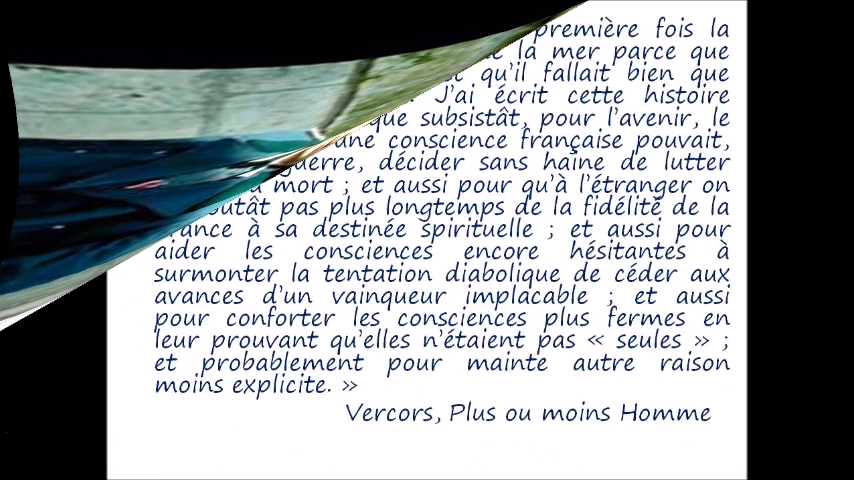 première fois la
la mer parce que
qu'il fallait bien que
J'ai écrit cette histoire
que subsistât, pour l'avenir, le
une conscience française pouvait,
guerre, décider sans haine de lutter
mort ; et aussi pour qu'à l'étranger on
pas plus longtemps de la fidélité de la
à sa destinée spirituelle ; et aussi pour
aider les consciences encore hésitantes à
surmonter la tentation diabolique de céder aux
avances d'un vainqueur implacable ; et aussi
pour conforter les consciences plus fermes en
leur prouvant qu'elles n'étaient pas « seules » ;
et probablement pour mainte autre raison
moins explicite. »
Vercors, Plus ou moins Homme